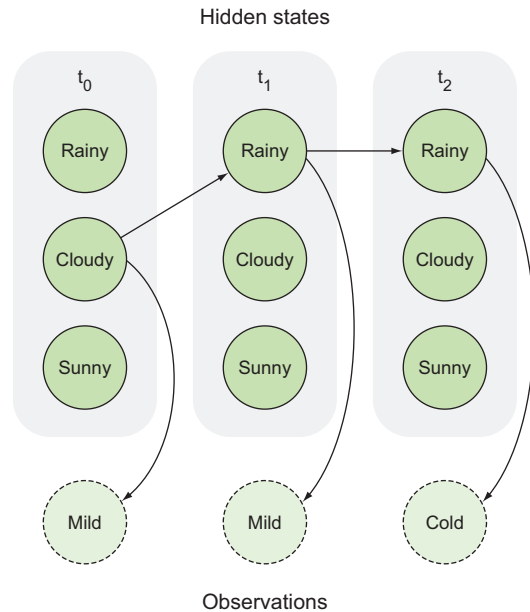 Hidden states
t0 t1 t2
Rainy Rainy Rainy
Cloudy Cloudy Cloudy
Sunny Sunny Sunny
Mild Mild Cold
Observations